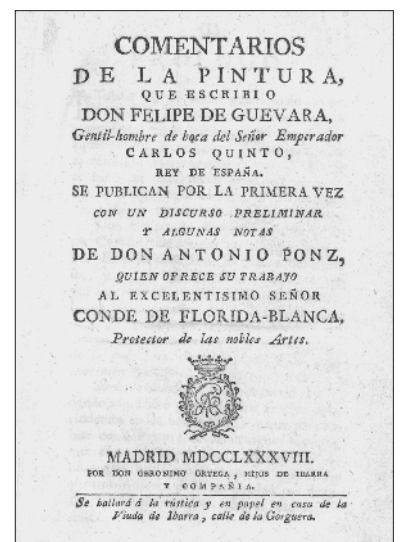 COMENTARIOS
DE LA PINTURA,
QUE ESCRIBIO
DON FELIPE DE GUEVARA,
Gentil-hombre de boca del Señor Emperador
CARLOS QUINTO,
REY DE ESPAÑA.
SE PUBLICAN POR LA PRIMERA VEZ
CON UN DISCURSO PRELIMINAR
Y ALGUNAS NOTAS
DE DON ANTONIO PONZ,
QUIEN OFRECE SU TRABAJO
AL EXCELENTISIMO SEÑOR
CONDE DE FLORIDA-BLANCA,
Protector de las nobles Artes.
MADRID MDCCLXXXVIII.
POR DON GERONIMO ORTEGA, HIJOS DE IBARRA
Y COMPAÑIA.
Se hallará á la rústica y en papel en casa de la
Viuda de Ibarra, calle de la Gorguera.